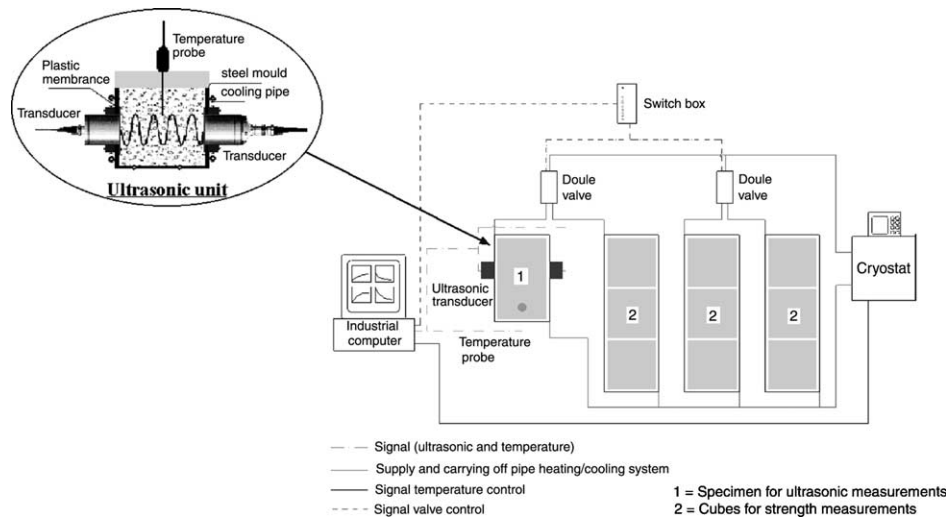 Temperature
probe
Plastic
membrance
steel mould
cooling pipe
Transducer
Transducer
Ultrasonic unit
Switch box
Doule
valve
Doule
valve
Cryostat
1
Ultrasonic
transducer
2
2
2
Industrial
computer
Temperature
probe
Signal (ultrasonic and temperature)
Supply and carrying off pipe heating/cooling system
Signal temperature control
Signal valve control
1 = Specimen for ultrasonic measurements
2 = Cubes for strength measurements